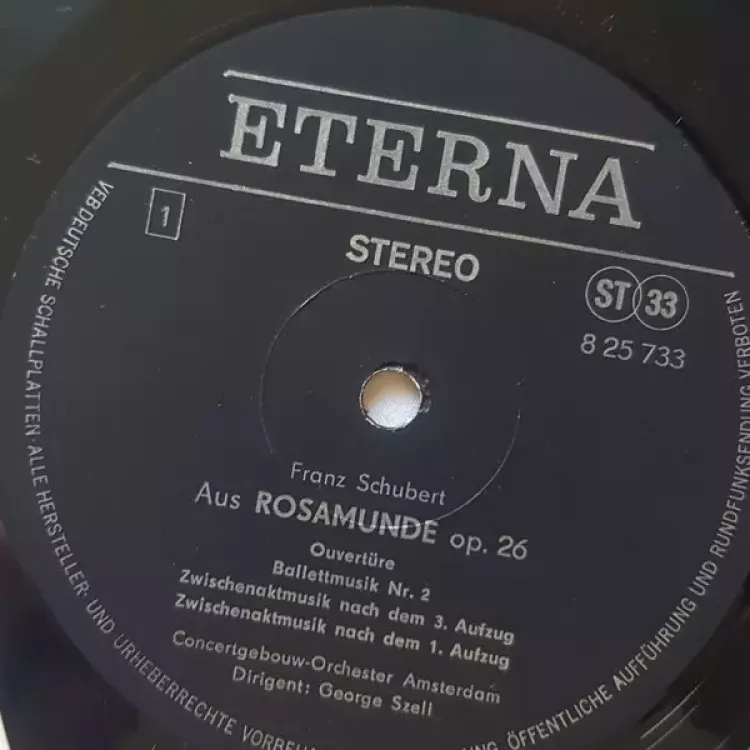 ETERNA
1
STEREO
ST 33
8 25 733
Franz Schubert
Aus ROSAMUNDE op. 26
Ouvertüre
Ballettmusik Nr. 2
Zwischenaktmusik nach dem 3. Aufzug
Zwischenaktmusik nach dem 1. Aufzug
Concertgebouw-Orchester Amsterdam
Dirigent: George Szell
VEB DEUTSCHE SCHALLPLATTEN · ALLE HERSTELLER- UND URHEBERRECHTE
ÖFFENTLICHE AUFFÜHRUNG UND RUNDFUNKSENDUNG VERBOTEN